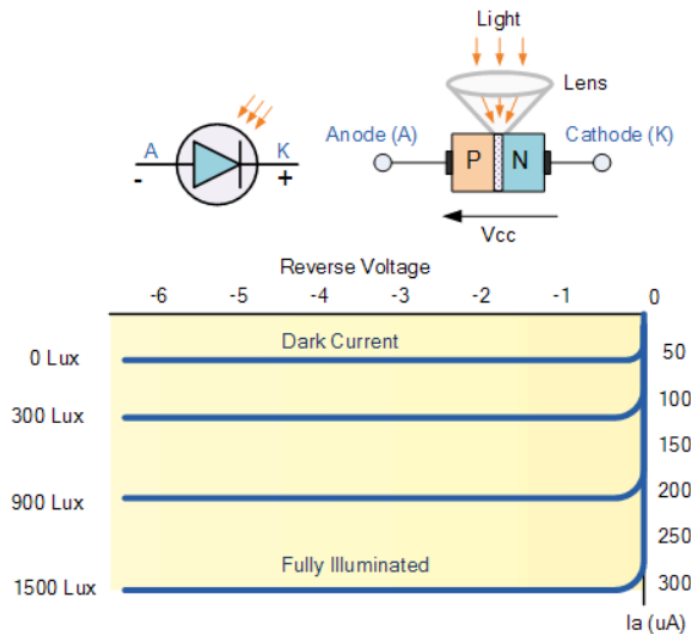 Light
Lens
A K
- +
Anode (A) Cathode (K)
P N
Vcc
Reverse Voltage
-6 -5 -4 -3 -2 -1 0
Dark Current
0 Lux 50
100
300 Lux
150
900 Lux 200
250
Fully Illuminated
1500 Lux 300
Ia (uA)